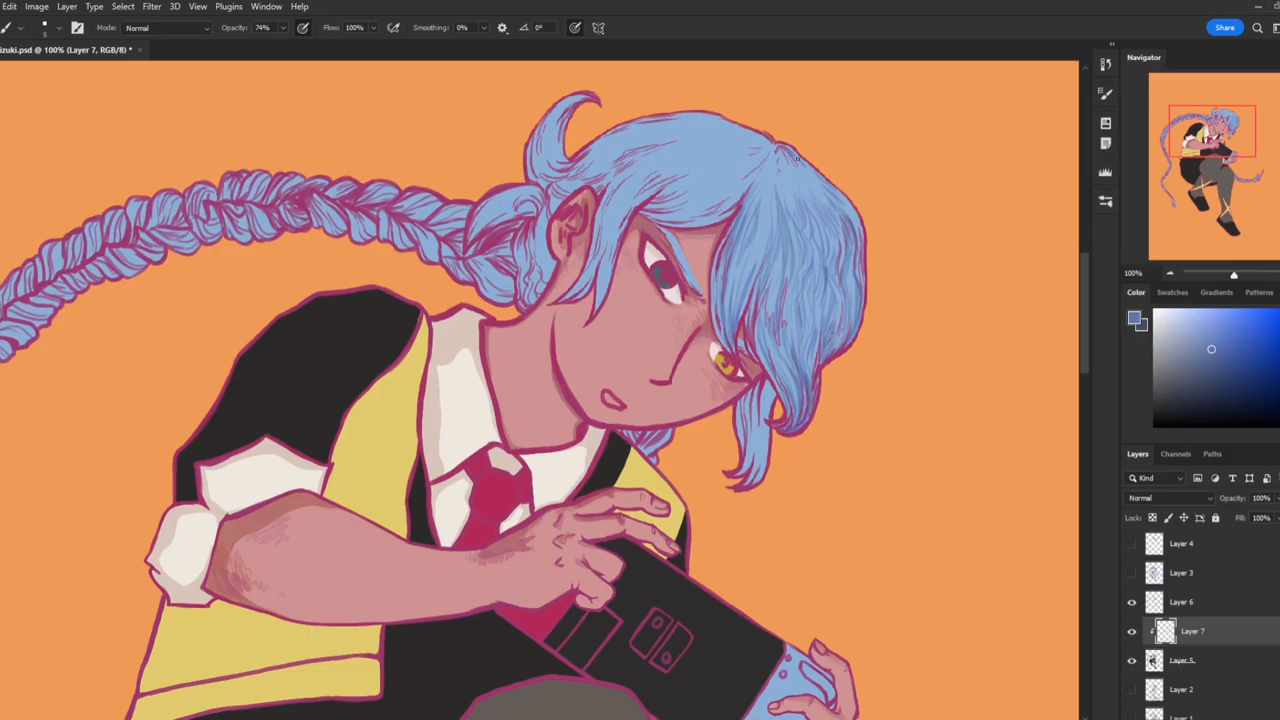 Edit Image Layer Type Select Filter 3D View Plugins Window Help
5 Mode: Normal Opacity: 74% Flow: 100% Smoothing: 0% 0° Share
izuki.psd @ 100% (Layer 7, RGB/8) * ×
Navigator
100%
Color Swatches Gradients Patterns
Layers Channels Paths
Kind
Normal Opacity: 100%
Lock: Fill: 100%
Layer 4
Layer 3
Layer 6
Layer 7
Layer 5
Layer 2